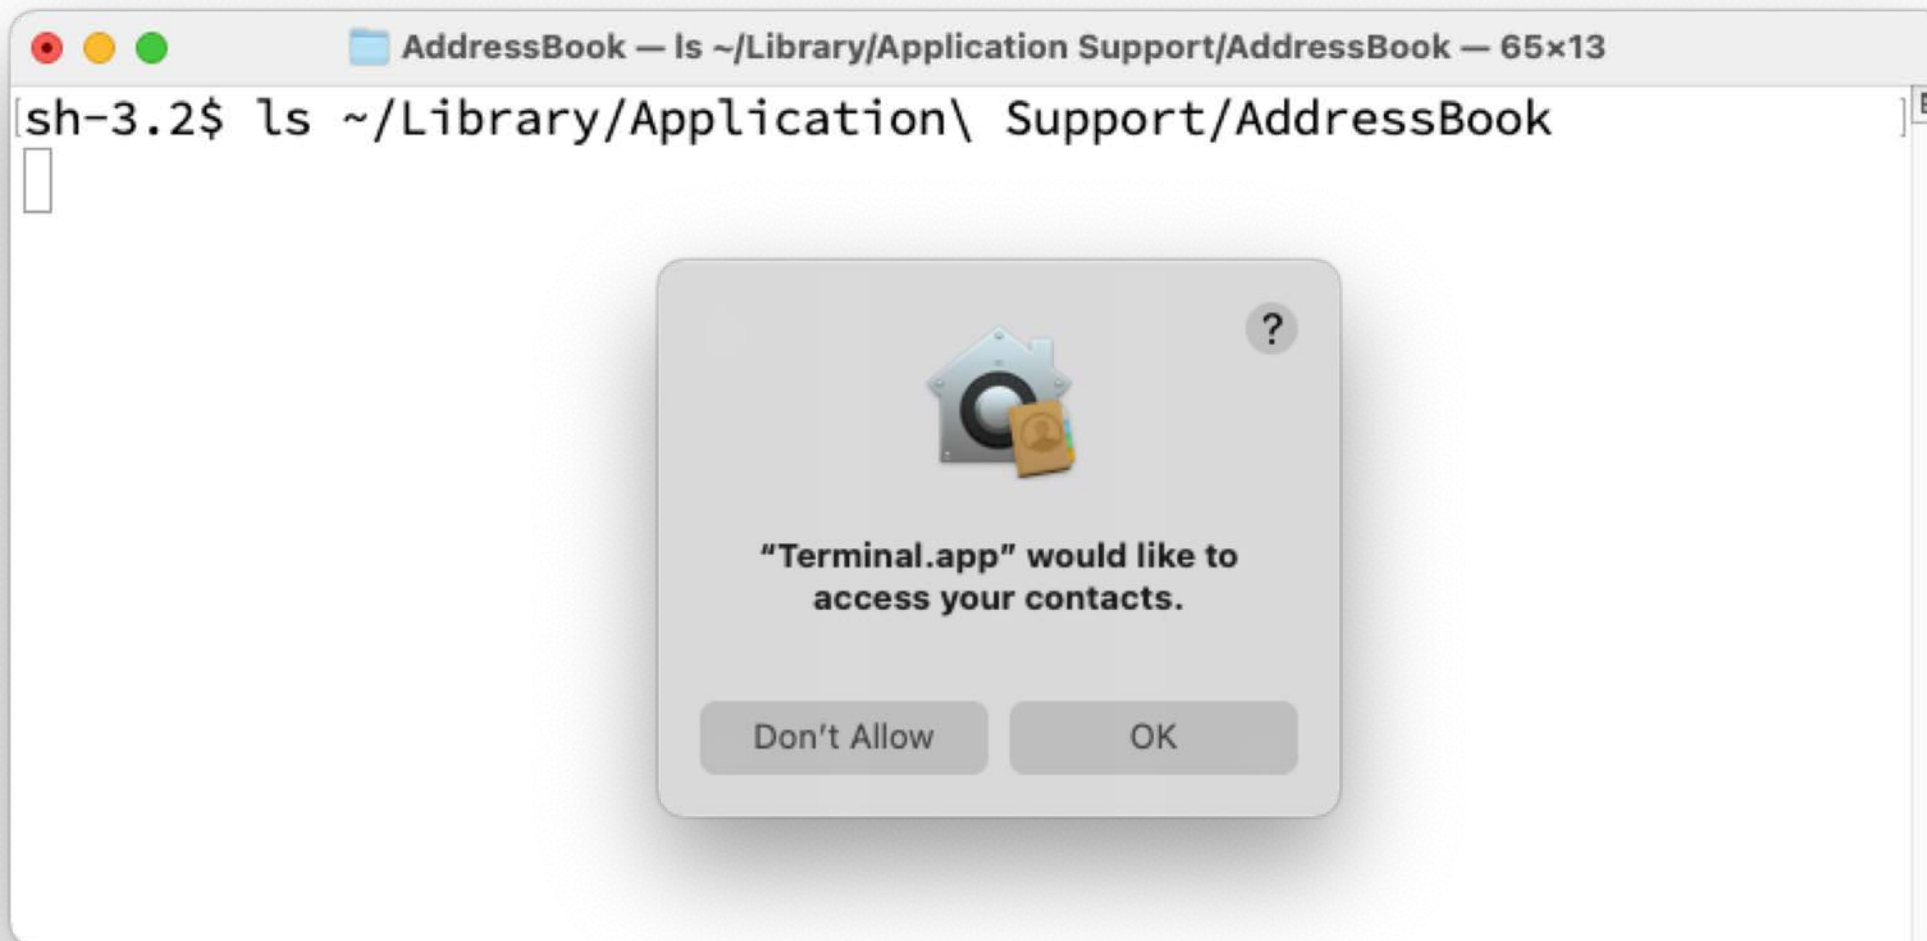 AddressBook — ls ~/Library/Application Support/AddressBook — 65×13
[sh-3.2$ ls ~/Library/Application\ Support/AddressBook ]
?
“Terminal.app” would like to
access your contacts.
Don’t Allow OK